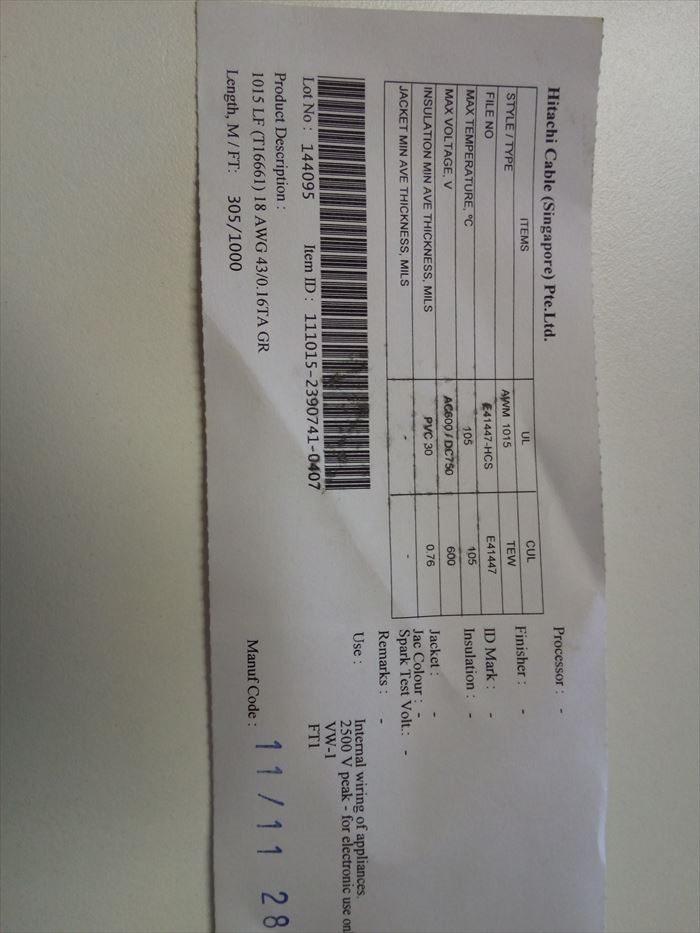 Hitachi Cable (Singapore) Pte.Ltd.
ITEMS UL CUL
STYLE / TYPE AWM 1015 TEW
FILE NO E41447-HCS E41447
MAX TEMPERATURE, ºC 105 105
MAX VOLTAGE, V AC600 / DC750 600
INSULATION MIN AVE THICKNESS, MILS PVC 30 0.76
JACKET MIN AVE THICKNESS, MILS - -
Lot No : 144095 Item ID : 111015-2390741-0407
Product Description :
1015 LF (T16661) 18 AWG 43/0.16TA GR
Length, M / FT: 305/1000
Processor : -
Finisher : -
ID Mark : -
Insulation : -
Jacket : -
Jac Colour : -
Spark Test Volt.: -
Remarks : -
Use : Internal wiring of appliances.
2500 V peak - for electronic use on
VW-1
FT1
Manuf Code : 11/11 28